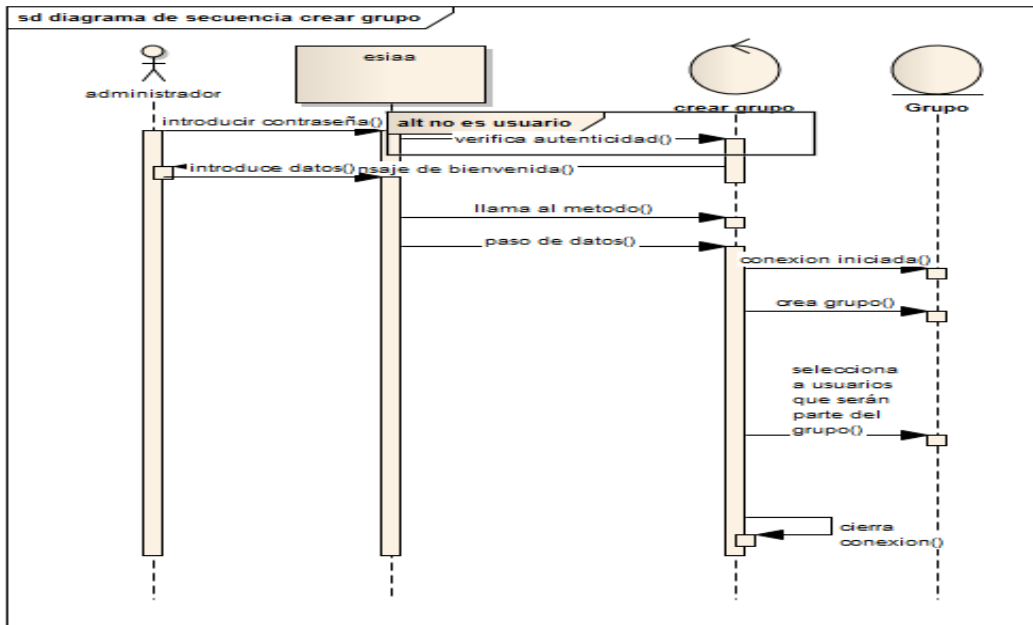 sd diagrama de secuencia crear grupo
esiaa
administrador
crear grupo
Grupo
introducir contraseña()
alt no es usuario
verifica autenticidad()
introduce datos()
nsaje de bienvenida()
llama al metodo()
paso de datos()
conexion iniciada()
crea grupo()
selecciona
a usuarios
que serán
parte del
grupo()
cierra
conexion()